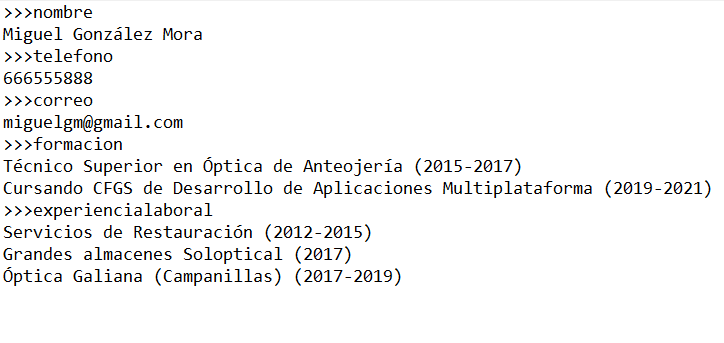 >>>nombre
Miguel González Mora
>>>telefono
666555888
>>>correo
miguelgm@gmail.com
>>>formacion
Técnico Superior en Óptica de Anteojería (2015-2017)
Cursando CFGS de Desarrollo de Aplicaciones Multiplataforma (2019-2021)
>>>experiencialaboral
Servicios de Restauración (2012-2015)
Grandes almacenes Soloptical (2017)
Óptica Galiana (Campanillas) (2017-2019)